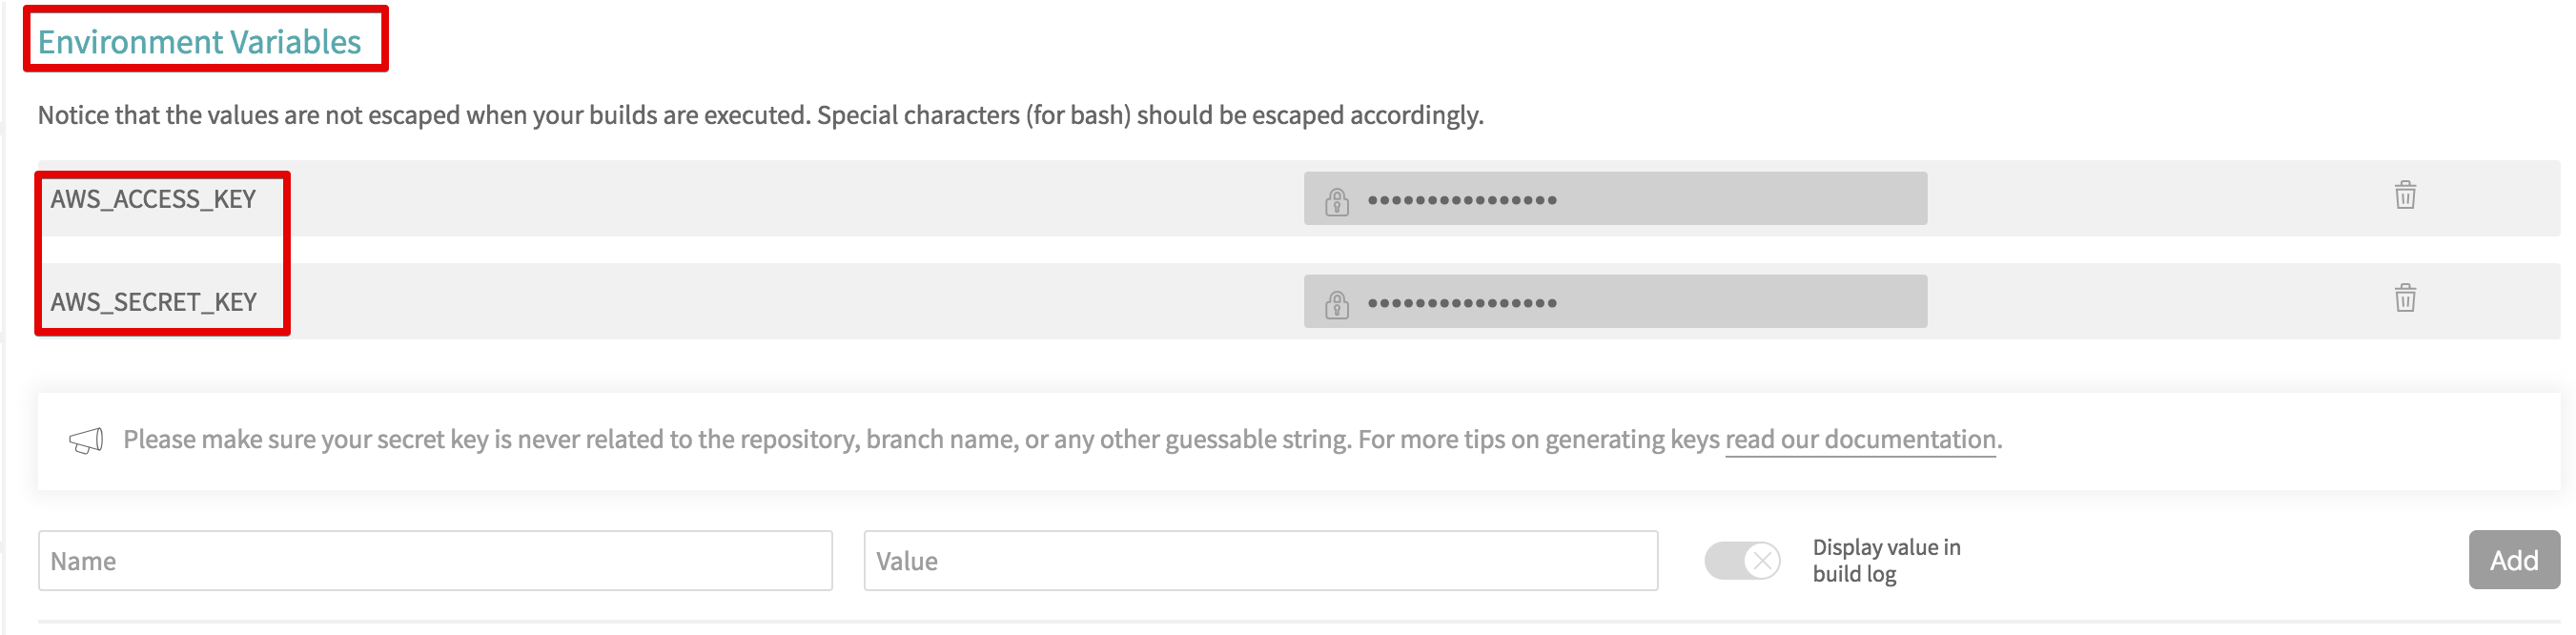 Environment Variables
Notice that the values are not escaped when your builds are executed. Special characters (for bash) should be escaped accordingly.
AWS_ACCESS_KEY ••••••••••••••••
AWS_SECRET_KEY ••••••••••••••••
Please make sure your secret key is never related to the repository, branch name, or any other guessable string. For more tips on generating keys read our documentation.
Name
Value
Display value in
build log
Add